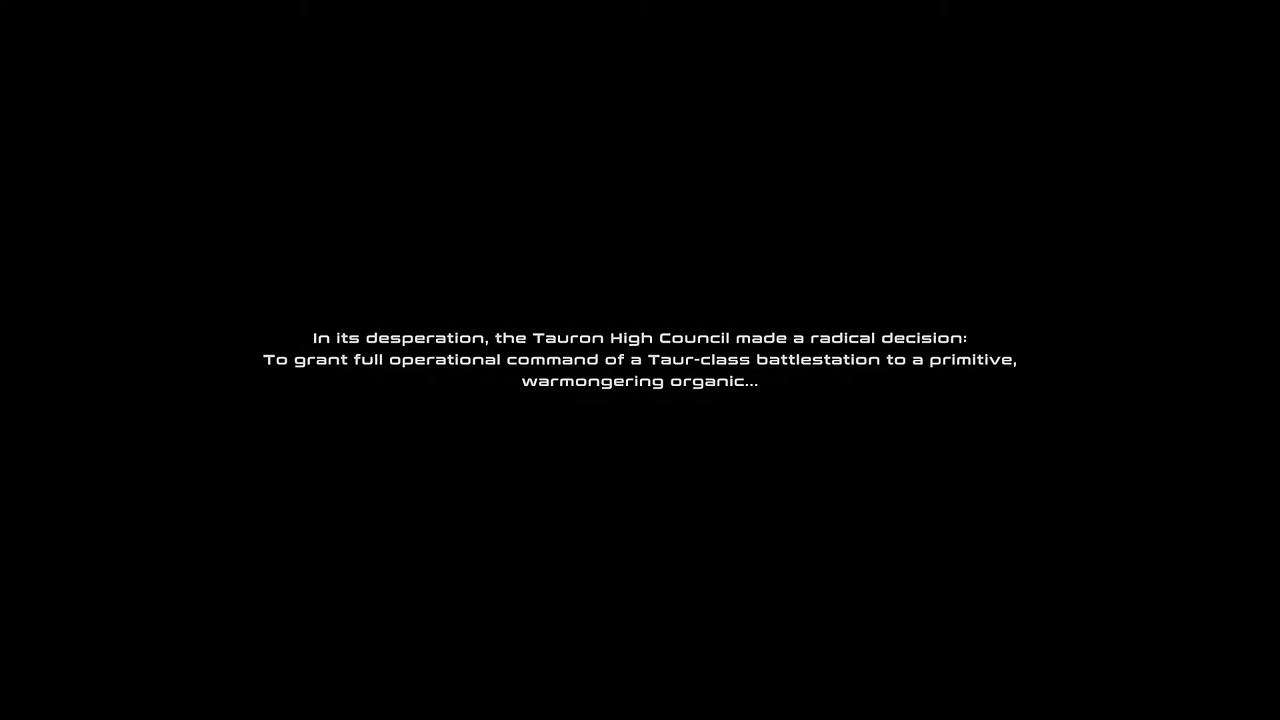 In its desperation, the Tauron High Council made a radical decision:
To grant full operational command of a Taur-class battlestation to a primitive,
warmongering organic...